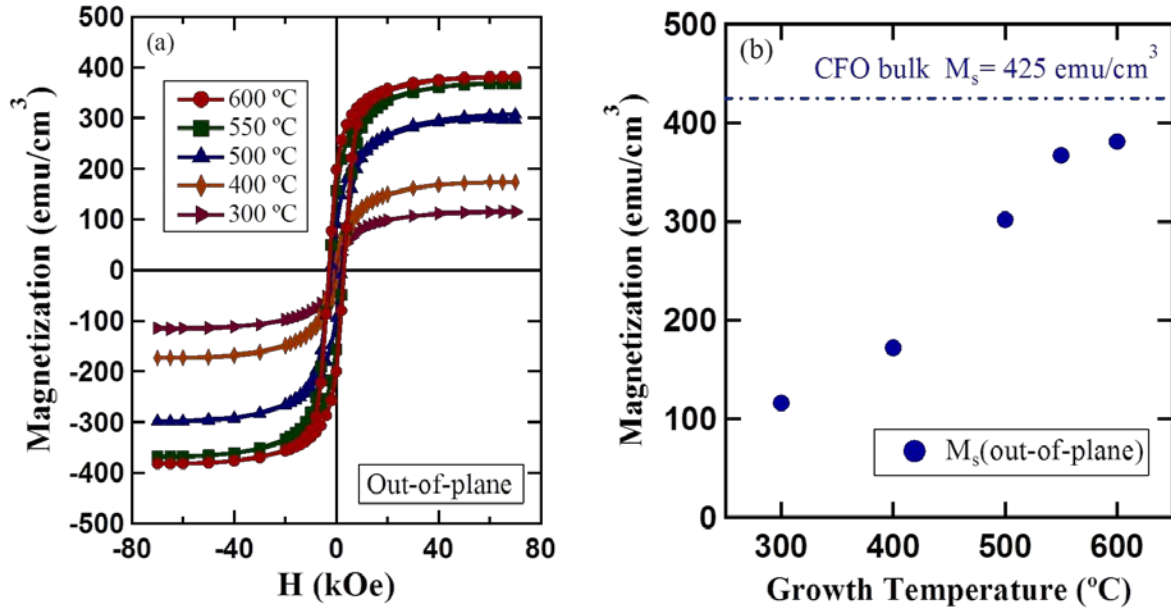 (a)
500
400
300
200
100
0
-100
-200
-300
-400
-500
Magnetization (emu/cm³)
600 ºC
550 ºC
500 ºC
400 ºC
300 ºC
Out-of-plane
-80
-40
0
40
80
H (kOe)
(b)
500
400
300
200
100
0
Magnetization (emu/cm³)
CFO bulk Mₛ= 425 emu/cm³
Mₛ(out-of-plane)
300
400
500
600
Growth Temperature (ºC)